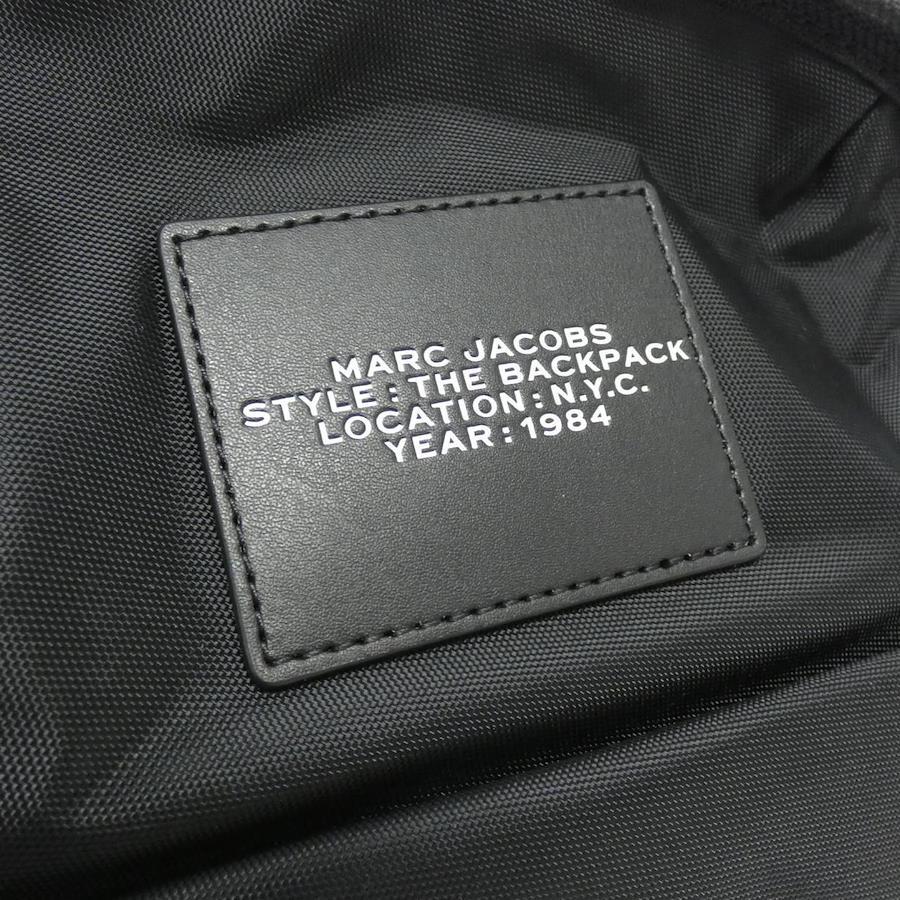 MARC JACOBS
STYLE : THE BACKPACK
LOCATION : N.Y.C.
YEAR : 1984